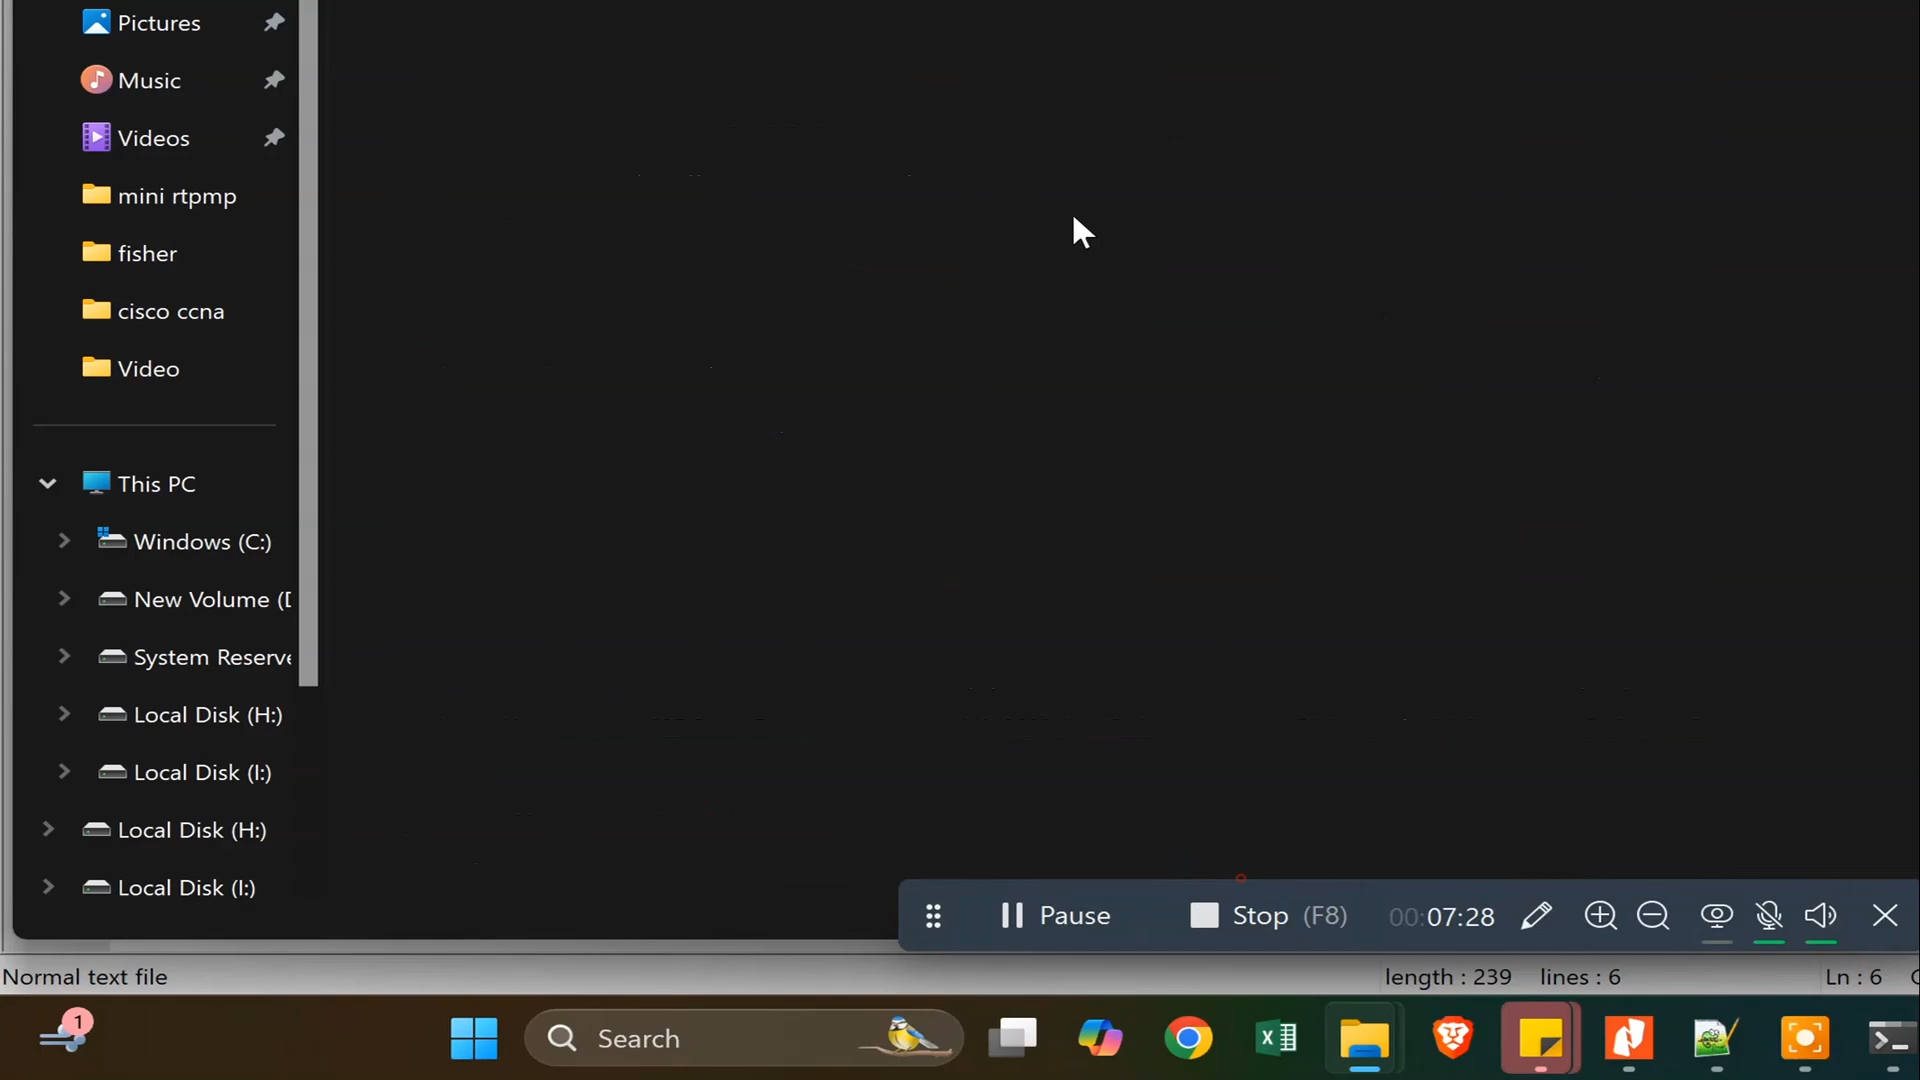 Pictures
Music
Videos
mini rtpmp
fisher
cisco ccna
Video
This PC
Windows (C:)
New Volume (D
System Reserve
Local Disk (H:)
Local Disk (I:)
Local Disk (H:)
Local Disk (I:)
Pause Stop (F8) 00:07:28
Normal text file length : 239 lines : 6 Ln : 6
1 Search